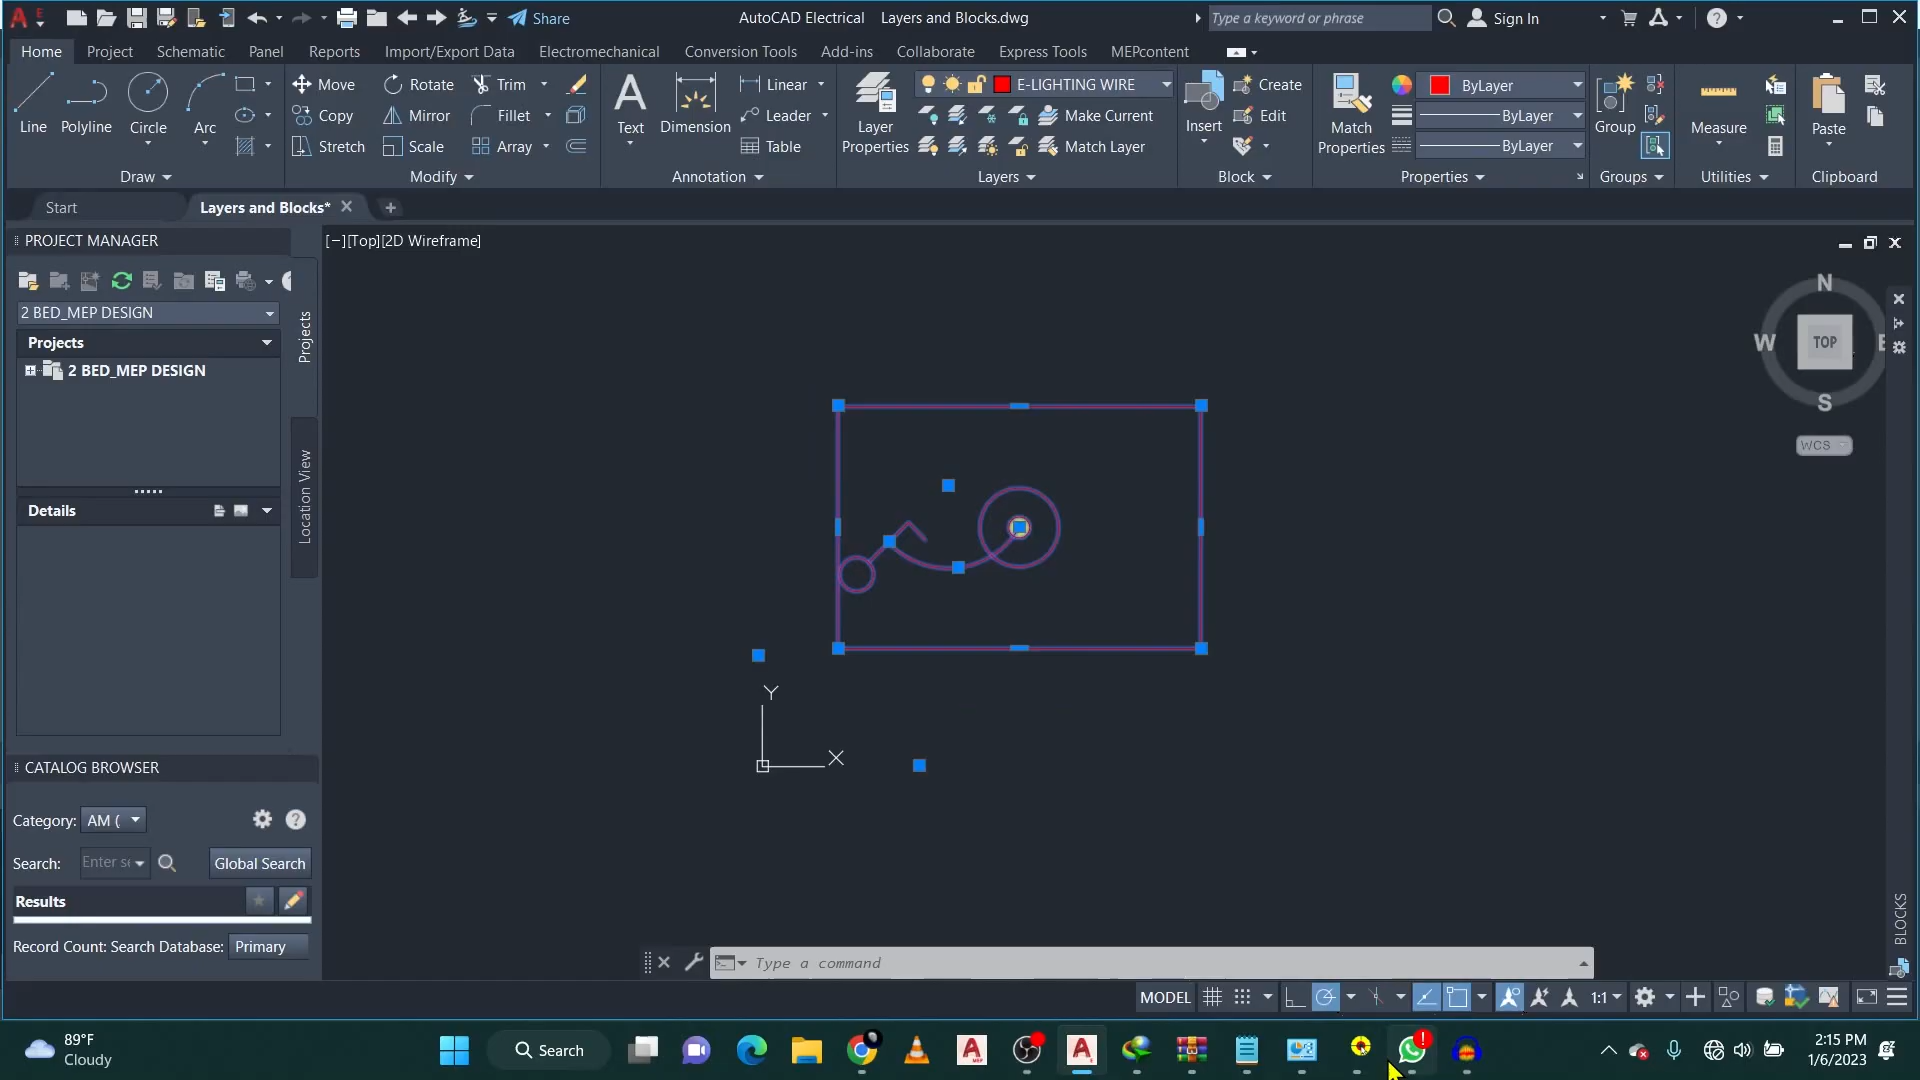 Share
AutoCAD Electrical Layers and Blocks.dwg
Type a keyword or phrase
Sign In
Home Project Schematic Panel Reports Import/Export Data Electromechanical Conversion Tools Add-ins Collaborate Express Tools MEPcontent
Line Polyline Circle Arc
Draw
Move Rotate Trim
Copy Mirror Fillet
Stretch Scale Array
Modify
Text Dimension
Linear
Leader
Table
Annotation
Layer Properties
E-LIGHTING WIRE
Make Current
Match Layer
Layers
Insert
Create
Edit
Block
Match Properties
ByLayer
ByLayer
ByLayer
Properties
Group
Groups
Measure
Utilities
Paste
Clipboard
Start Layers and Blocks*
PROJECT MANAGER
[−][Top][2D Wireframe]
2 BED_MEP DESIGN
Projects
2 BED_MEP DESIGN
Details
Projects
Location View
CATALOG BROWSER
Category: AM (
Search: Enter se
Global Search
Results
Record Count: Search Database: Primary
N
W TOP E
S
WCS
Y
X
BLOCKS
Type a command
MODEL 1:1
89°F
Cloudy
Search
2:15 PM
1/6/2023